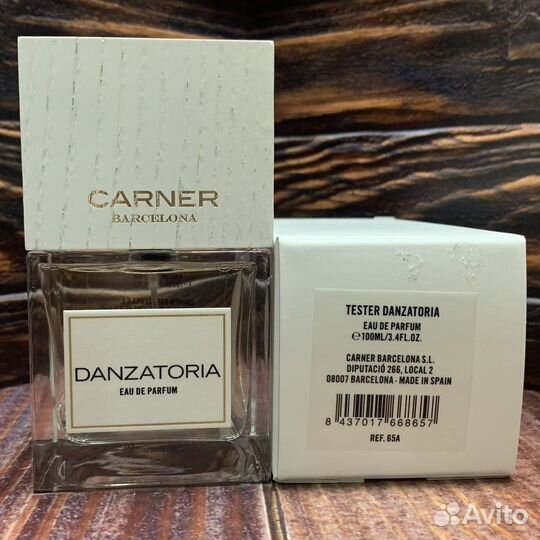 CARNER
BARCELONA
DANZATORIA
EAU DE PARFUM
TESTER DANZATORIA
EAU DE PARFUM
℮100ML/3.4FL.OZ.
CARNER BARCELONA S.L.
DIPUTACIÓ 266, LOCAL 2
08007 BARCELONA - MADE IN SPAIN
8 437017 668657
REF. 65A
Avito